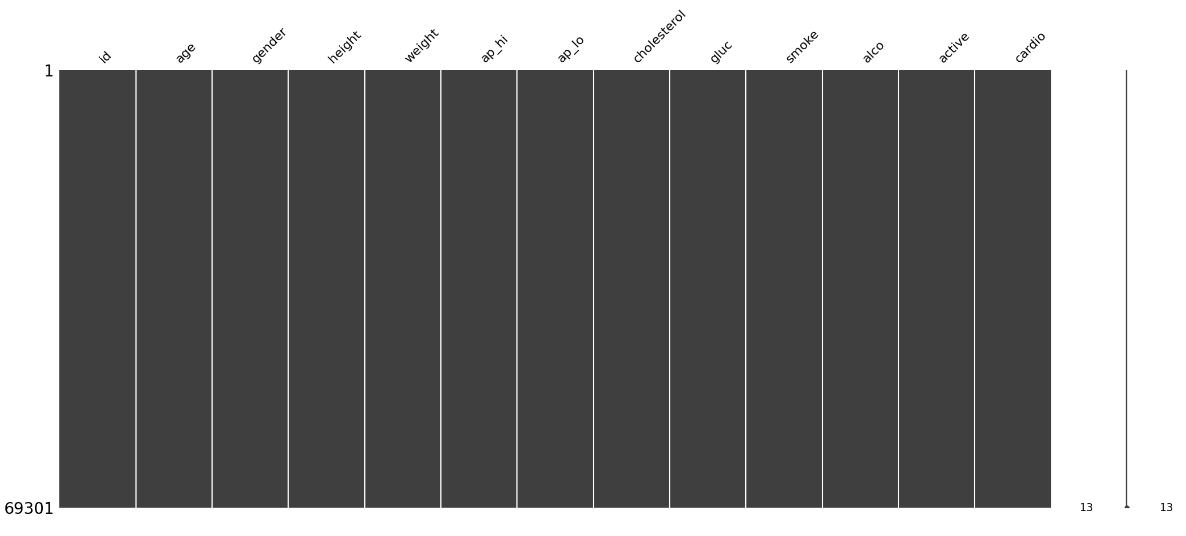 id age gender height weight ap_hi ap_lo cholesterol gluc smoke alco active cardio
1
69301
13 13